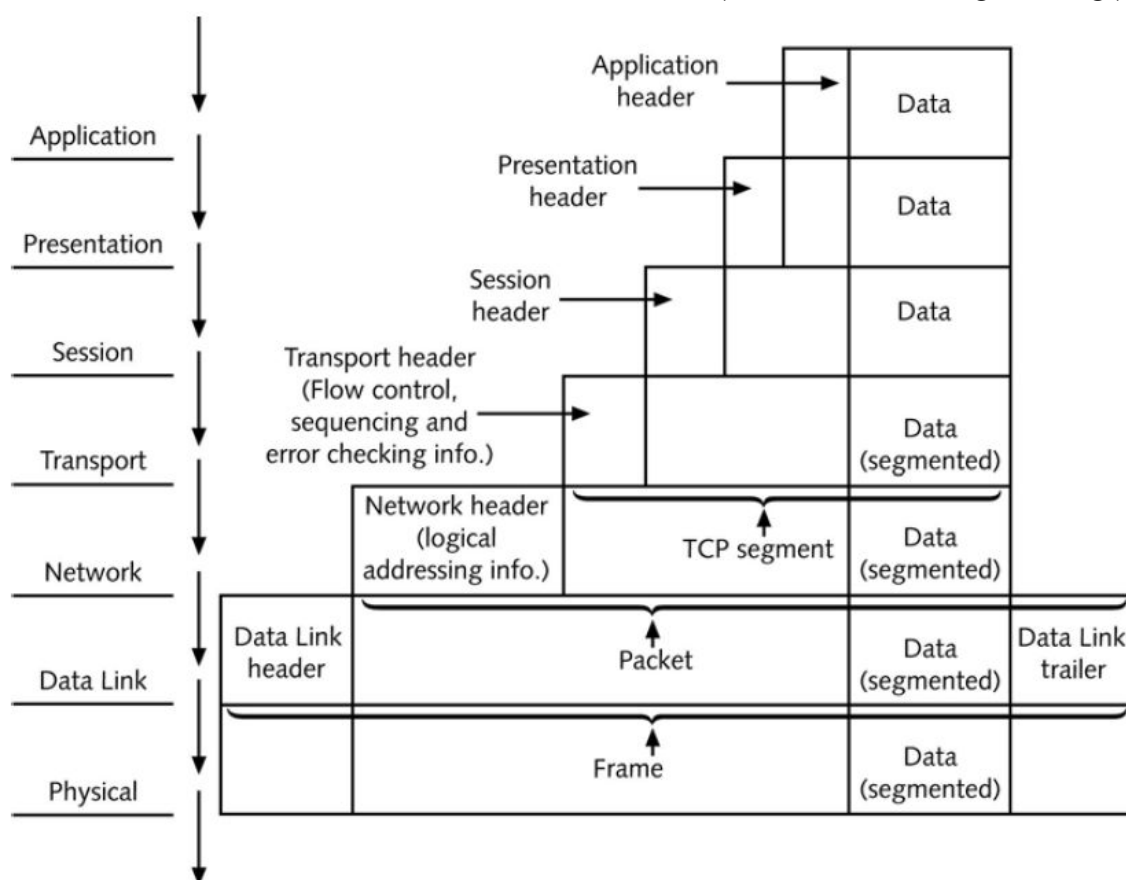 Application
header
Data
Application
Presentation
header
Data
Presentation
Session
header
Data
Session
Transport header
(Flow control,
sequencing and
error checking info.)
Data
(segmented)
Transport
Network header
(logical
addressing info.)
TCP segment
Data
(segmented)
Network
Data Link
header
Packet
Data
(segmented)
Data Link
trailer
Data Link
Frame
Data
(segmented)
Physical